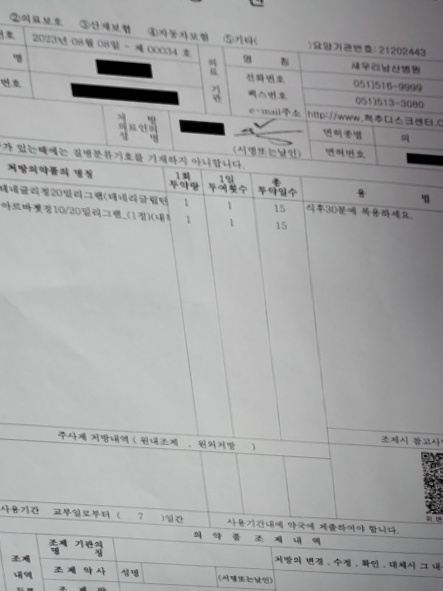 ②의료보호 ③산재보험 ④자동차보험 ⑤기타( )요양기관번호: 21202443
2023년 08월 08일 - 제 00034 호
의료기관
명 칭 새우리남산병원
전화번호 051)516-9999
팩스번호 051)513-3080
e-mail주소 http://www.척추디스크센터.
명
번호
처 방
의료인의
성 명
(서명또는날인)
면허종별 의
면허번호
가 있는때에는 질병분류기호를 기재하지 아니합니다.
처방의약품의 명칭
1회 투약량
1일 투여횟수
총 투약일수
용 법
테네글리정20밀리그램(테네리글립틴 1 1 15 식후30분에 복용하세요.
아르바젯정10/20밀리그램_(1정)(내 1 1 15
주사제 처방내역 ( 원내조제 , 원외처방 )
조제시 참고사
사용기간 교부일로부터 ( 7 )일간
사용기간내에 약국에 제출하여야 합니다.
의 약 품 조 제 내 역
조제
내역
조제 기관의
명 칭
처방의 변경 . 수정 . 확인 . 대체시 그 내
조제 약사 성명
(서명또는날인)